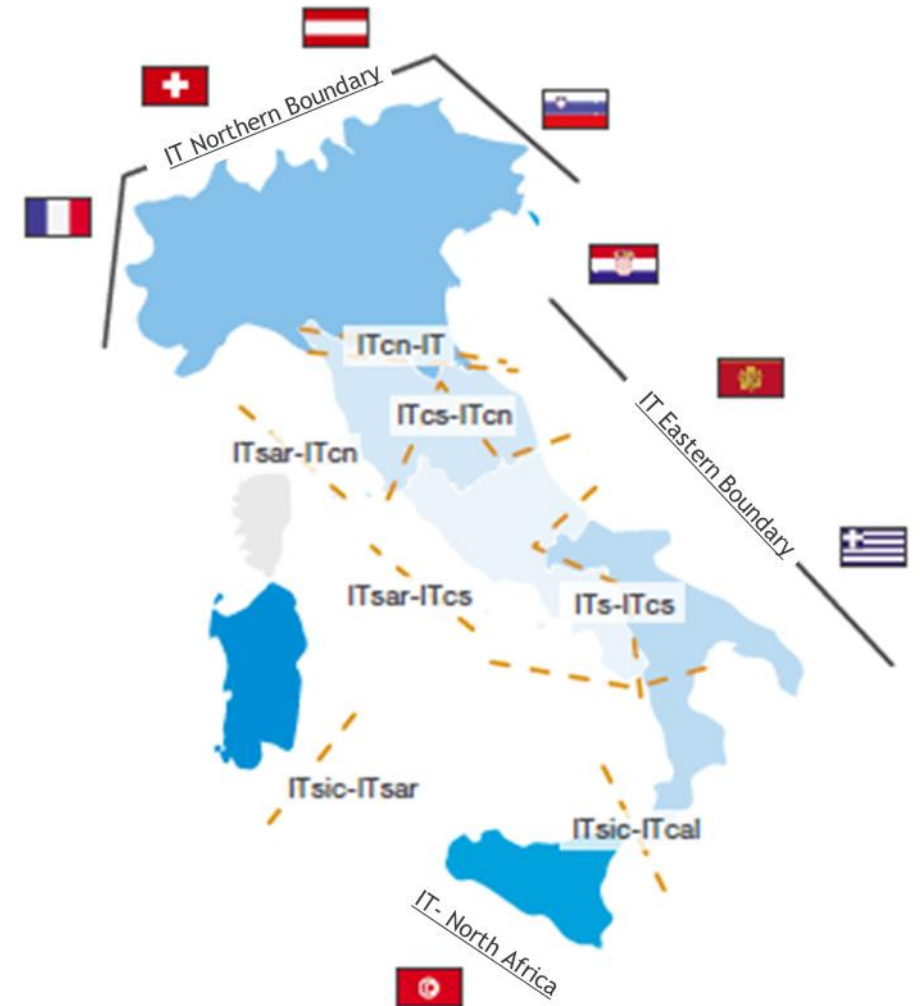 IT Northern Boundary
ITcn-IT
ITcs-ITcn
IT Eastern Boundary
ITsar-ITcn
ITsar-ITcs
ITs-ITcs
ITsic-ITsar
ITsic-ITcal
IT- North Africa